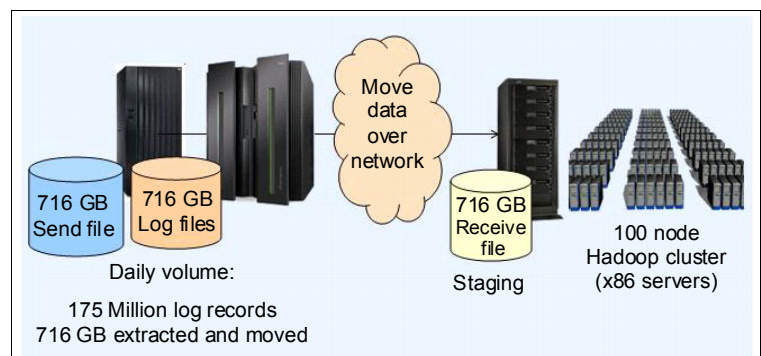 Move
data
over
network
716 GB
Send file
716 GB
Log files
716 GB
Receive
file
Daily volume:
175 Million log records
716 GB extracted and moved
Staging
100 node
Hadoop cluster
(x86 servers)